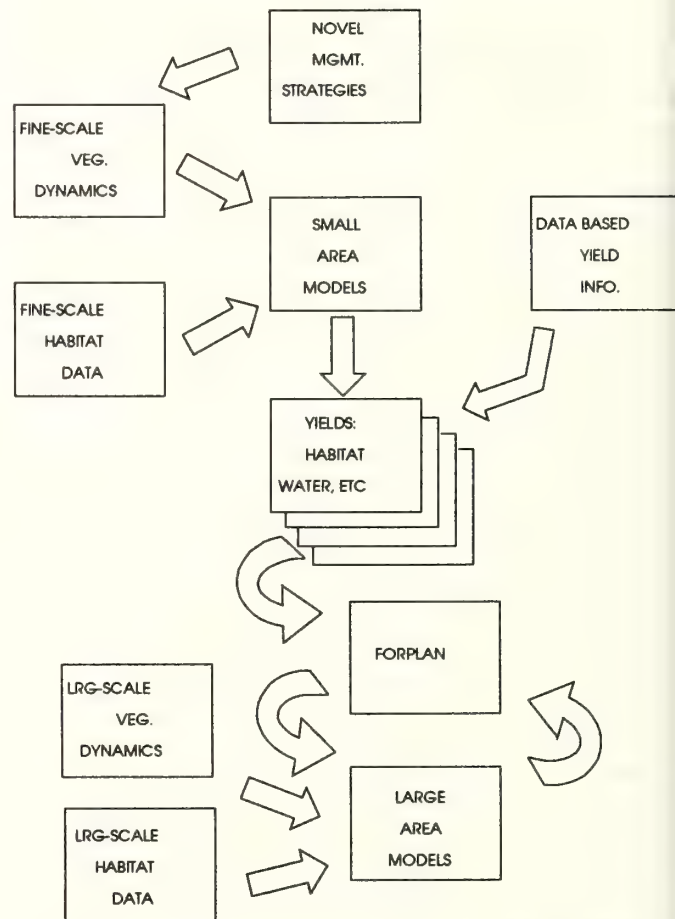 NOVEL
MGMT.
STRATEGIES
FINE-SCALE
VEG.
DYNAMICS
SMALL
AREA
MODELS
DATA BASED
YIELD
INFO.
FINE-SCALE
HABITAT
DATA
YIELDS:
HABITAT
WATER, ETC
FORPLAN
LRG-SCALE
VEG.
DYNAMICS
LARGE
AREA
MODELS
LRG-SCALE
HABITAT
DATA